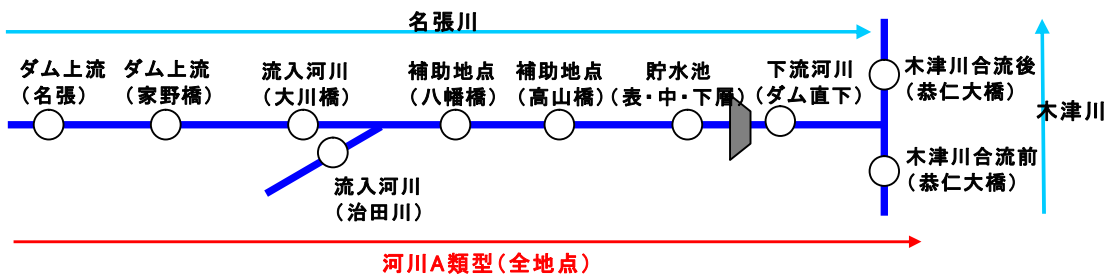 名張川
ダム上流
（名張）
ダム上流
（家野橋）
流入河川
（大川橋）
補助地点
（八幡橋）
補助地点
（高山橋）
貯水池
（表・中・下層）
下流河川
（ダム直下）
木津川合流後
（恭仁大橋）
木津川
流入河川
（治田川）
木津川合流前
（恭仁大橋）
河川A類型（全地点）